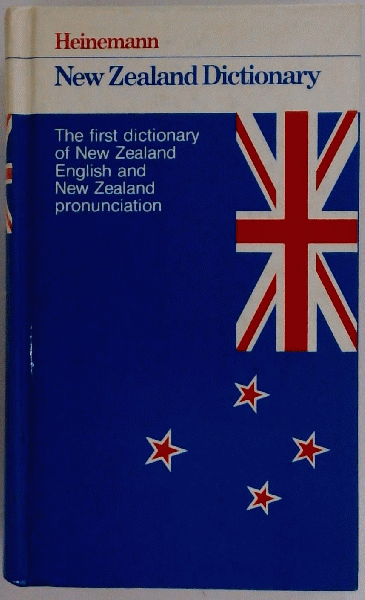 Heinemann
New Zealand Dictionary
The first dictionary
of New Zealand
English and
New Zealand
pronunciation